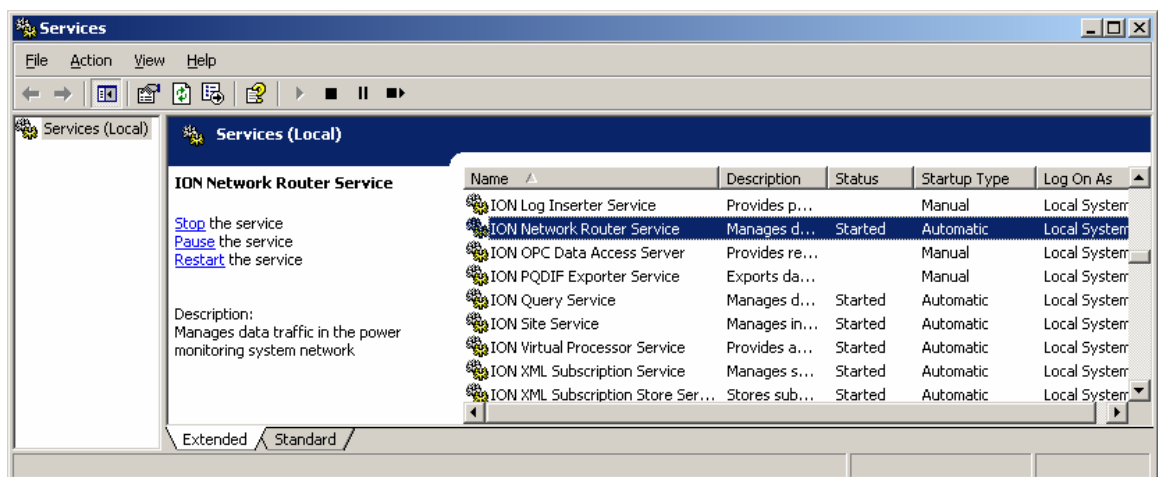 Services
File Action View Help
Services (Local)
Services (Local)
ION Network Router Service
Stop the service
Pause the service
Restart the service
Description:
Manages data traffic in the power
monitoring system network
Name Description Status Startup Type Log On As
ION Log Inserter Service Provides p... Manual Local System
ION Network Router Service Manages d... Started Automatic Local System
ION OPC Data Access Server Provides re... Manual Local System
ION PQDIF Exporter Service Exports da... Manual Local System
ION Query Service Manages d... Started Automatic Local System
ION Site Service Manages in... Started Automatic Local System
ION Virtual Processor Service Provides a... Started Automatic Local System
ION XML Subscription Service Manages s... Started Automatic Local System
ION XML Subscription Store Ser... Stores sub... Started Automatic Local System
Extended Standard